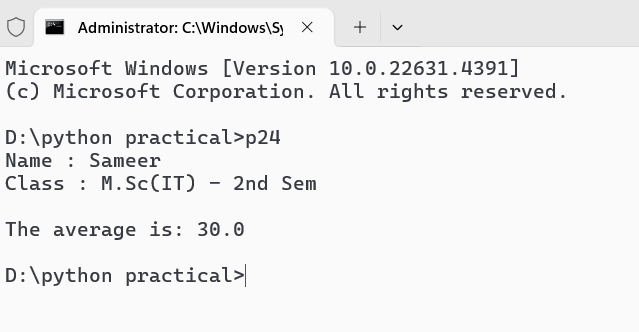 Administrator: C:\Windows\Sy
Microsoft Windows [Version 10.0.22631.4391]
(c) Microsoft Corporation. All rights reserved.
D:\python practical>p24
Name : Sameer
Class : M.Sc(IT) - 2nd Sem
The average is: 30.0
D:\python practical>